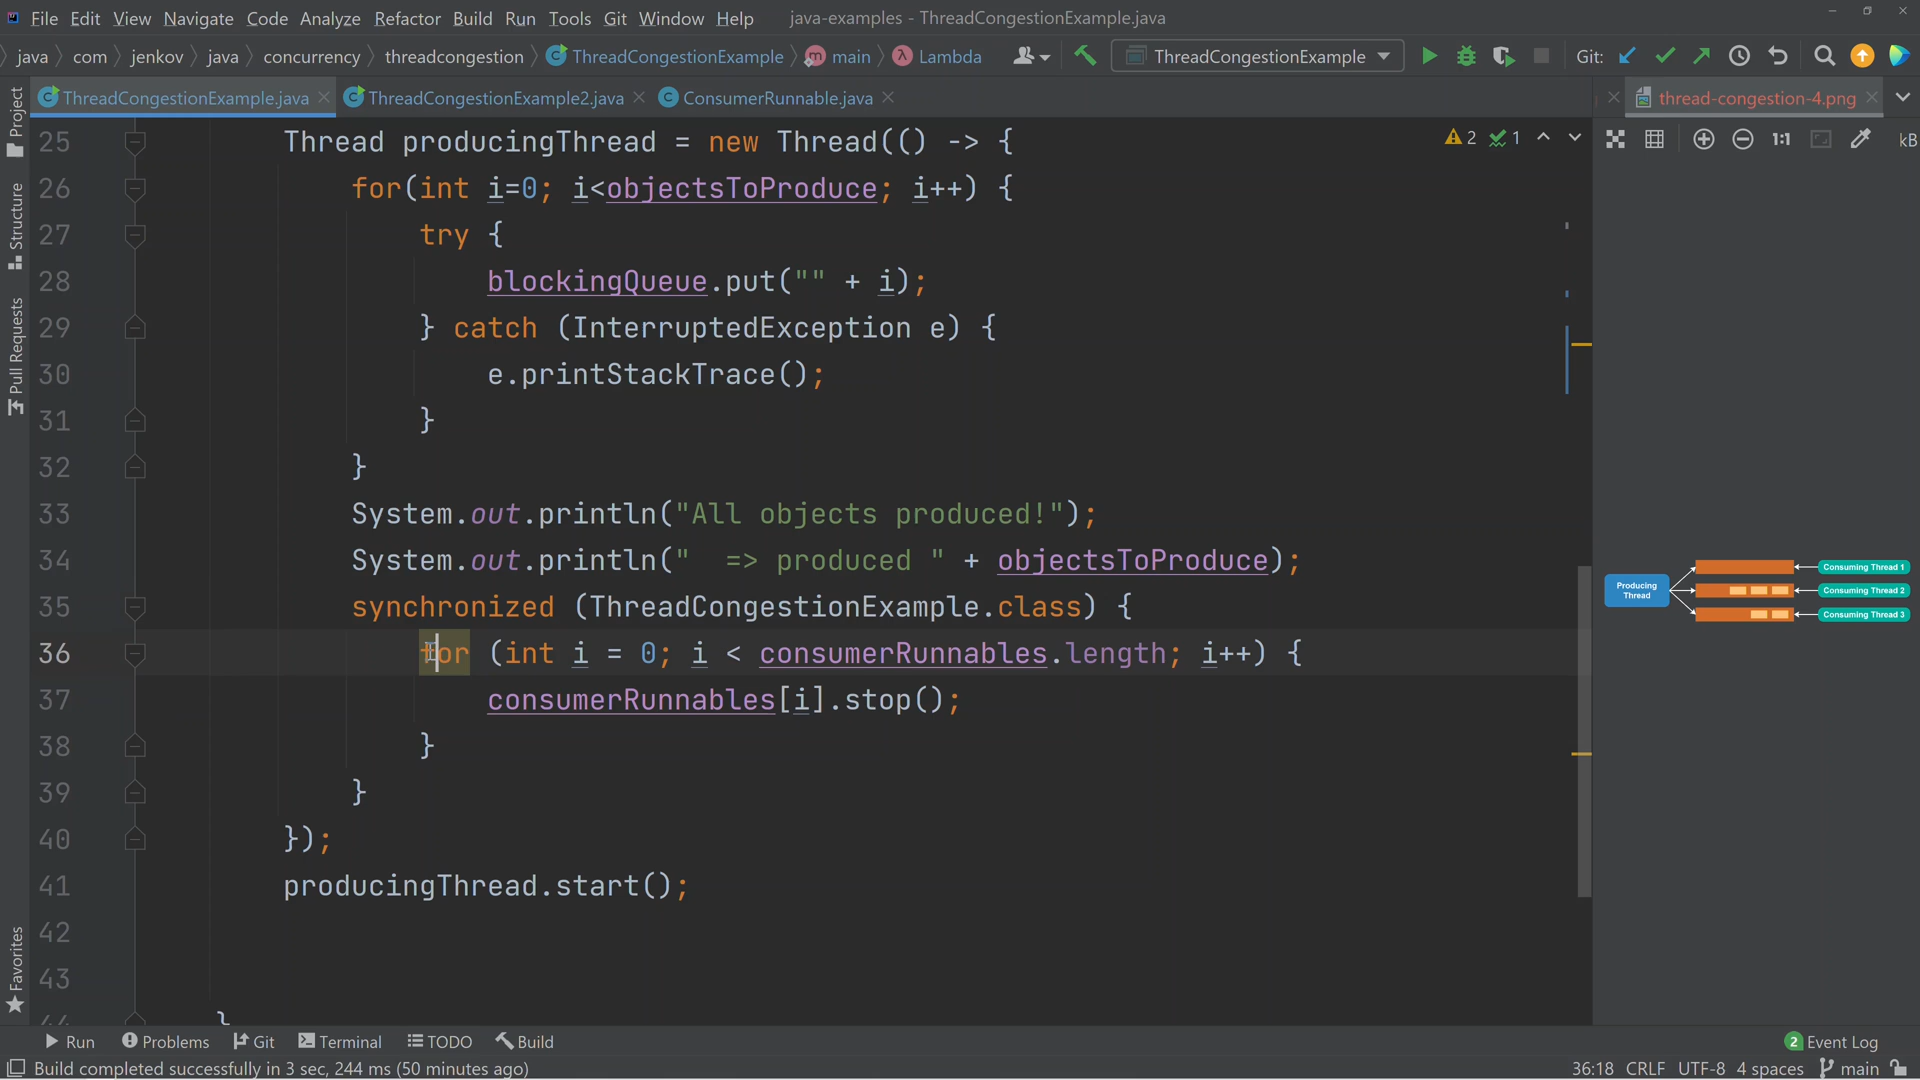 File Edit View Navigate Code Analyze Refactor Build Run Tools Git Window Help java-examples - ThreadCongestionExample.java
java com jenkov java concurrency threadcongestion ThreadCongestionExample main Lambda ThreadCongestionExample Git:
ThreadCongestionExample.java ThreadCongestionExample2.java ConsumerRunnable.java thread-congestion-4.png
2 1 1:1 kB
Project
Structure
Pull Requests
Favorites
25 Thread producingThread = new Thread(() -> {
26 for(int i=0; i<objectsToProduce; i++) {
27 try {
28 blockingQueue.put("" + i);
29 } catch (InterruptedException e) {
30 e.printStackTrace();
31 }
32 }
33 System.out.println("All objects produced!");
34 System.out.println("  => produced " + objectsToProduce);
35 synchronized (ThreadCongestionExample.class) {
36 for (int i = 0; i < consumerRunnables.length; i++) {
37 consumerRunnables[i].stop();
38 }
39 }
40 });
41 producingThread.start();
42
43
44 }
Producing
Thread
Consuming Thread 1
Consuming Thread 2
Consuming Thread 3
Run Problems Git Terminal TODO Build 2 Event Log
Build completed successfully in 3 sec, 244 ms (50 minutes ago) 36:18 CRLF UTF-8 4 spaces main